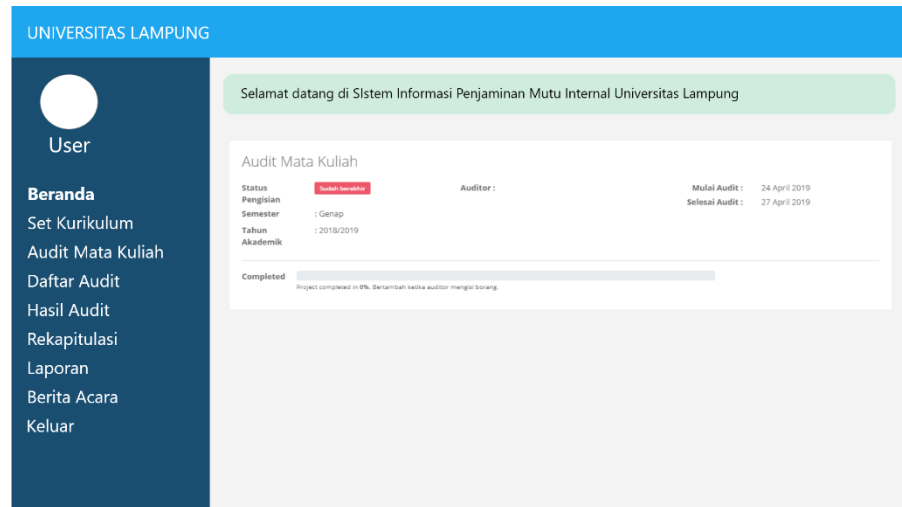 UNIVERSITAS LAMPUNG
User
Beranda
Set Kurikulum
Audit Mata Kuliah
Daftar Audit
Hasil Audit
Rekapitulasi
Laporan
Berita Acara
Keluar
Selamat datang di SIstem Informasi Penjaminan Mutu Internal Universitas Lampung
Audit Mata Kuliah
Status Pengisian Sudah berakhir
Semester : Genap
Tahun Akademik : 2018/2019
Auditor :
Mulai Audit : 24 April 2019
Selesai Audit : 27 April 2019
Completed
Project completed in 0%. Bertambah ketika auditor mengisi borang.